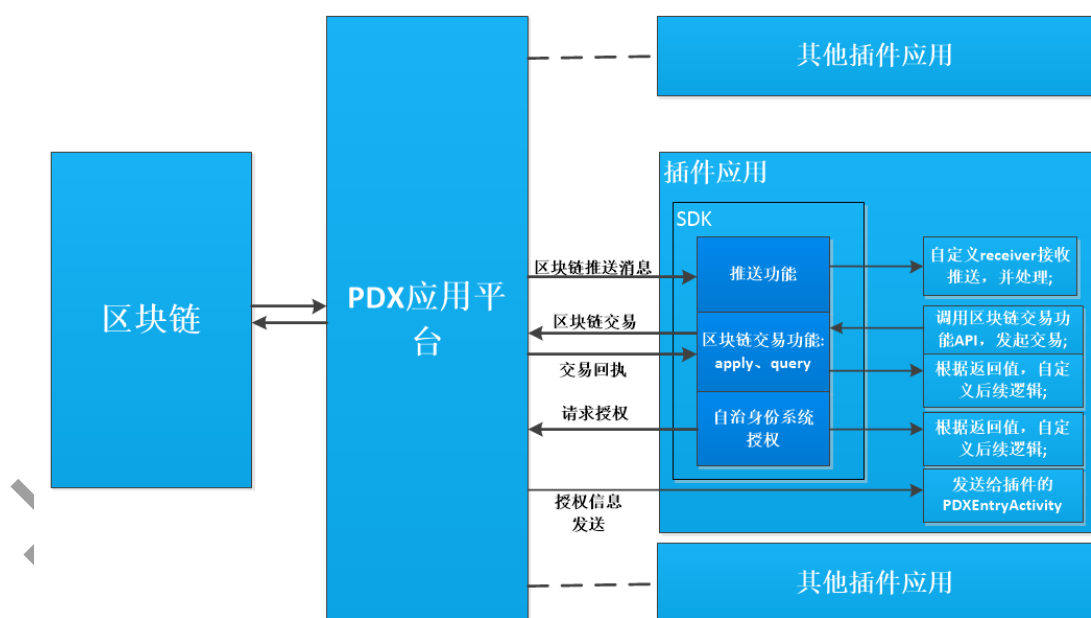 其他插件应用
区块链
PDX应用平
台
插件应用
SDK
区块链推送消息
推送功能
自定义receiver接收
推送，并处理;
区块链交易
区块链交易功能:
apply、query
调用区块链交易功
能API，发起交易;
交易回执
根据返回值，自定
义后续逻辑;
请求授权
自治身份系统
授权
根据返回值，自定
义后续逻辑;
授权信息
发送
发送给插件的
PDXEntryActivity
其他插件应用